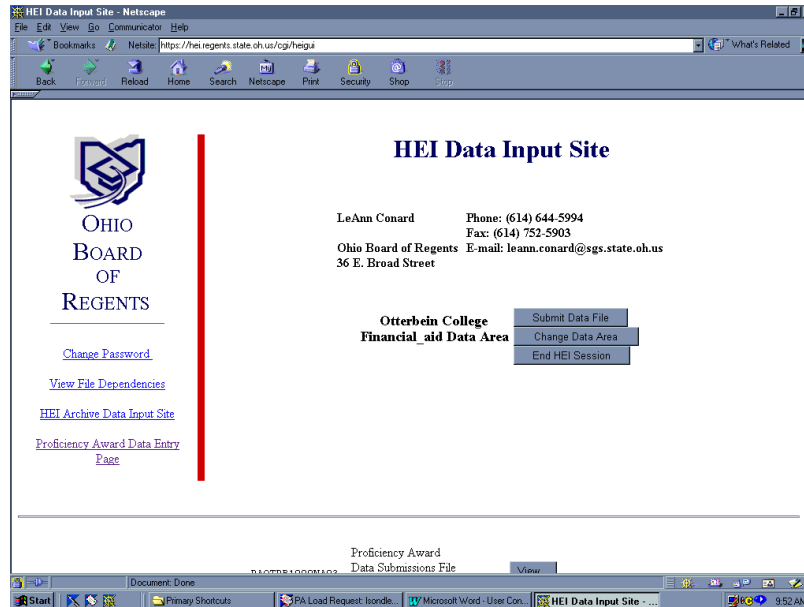 HEI Data Input Site - Netscape
File Edit View Go Communicator Help
Bookmarks Netsite: https://hei.regents.state.oh.us/cgi/heigui What's Related
Back Forward Reload Home Search Netscape Print Security Shop Stop
HEI Data Input Site
OHIO
BOARD
OF
REGENTS
Change Password
View File Dependencies
HEI Archive Data Input Site
Proficiency Award Data Entry
Page
LeAnn Conard Phone: (614) 644-5994
Fax: (614) 752-5903
Ohio Board of Regents E-mail: leann.conard@sgs.state.oh.us
36 E. Broad Street
Otterbein College Submit Data File
Financial_aid Data Area Change Data Area
End HEI Session
Proficiency Award
Data Submissions File View
Document: Done
Start Primary Shortcuts PA Load Request: lsondle... Microsoft Word - User Con... HEI Data Input Site - ... 9:52 AM